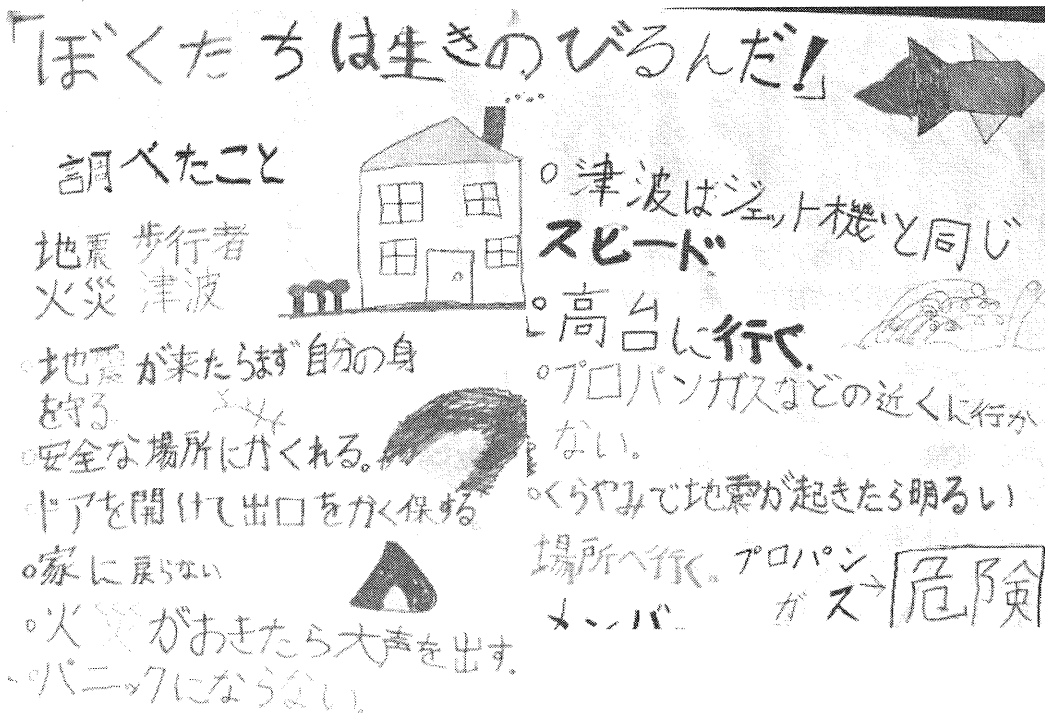 「ぼくたちは生きのびるんだ!」
調べたこと
地震 歩行者
火災 津波
○地震が来たらまず自分の身
を守る
○安全な場所にかくれる。
○ドアを開けて出口をかく保する
○家に戻らない
○火災がおきたら大声を出す。
○パニックにならない。
○津波はジェット機と同じ
スピード
○高台に行く。
○プロパンガスなどの近くに行か
ない。
○くらやみで地震が起きたら明るい
場所へ行く。
プロパン
ガス→危険
メンバー